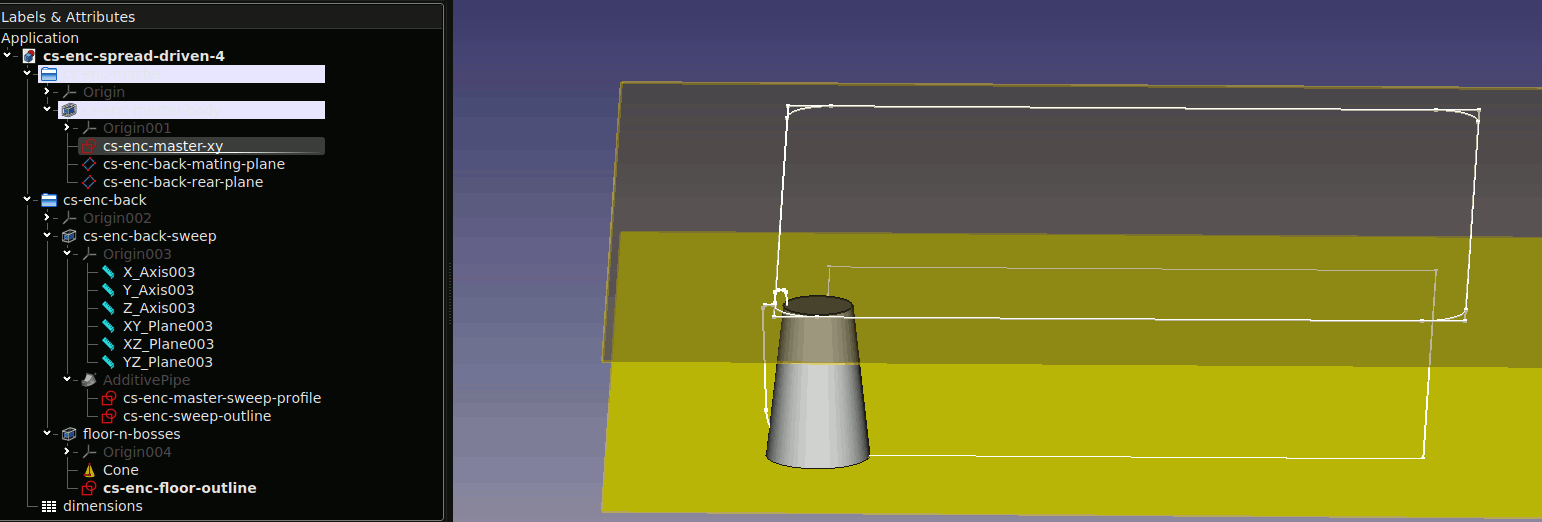 Labels & Attributes
Application
cs-enc-spread-driven-4
Origin
Origin001
cs-enc-master-xy
cs-enc-back-mating-plane
cs-enc-back-rear-plane
cs-enc-back
Origin002
cs-enc-back-sweep
Origin003
X_Axis003
Y_Axis003
Z_Axis003
XY_Plane003
XZ_Plane003
YZ_Plane003
AdditivePipe
cs-enc-master-sweep-profile
cs-enc-sweep-outline
floor-n-bosses
Origin004
Cone
cs-enc-floor-outline
dimensions